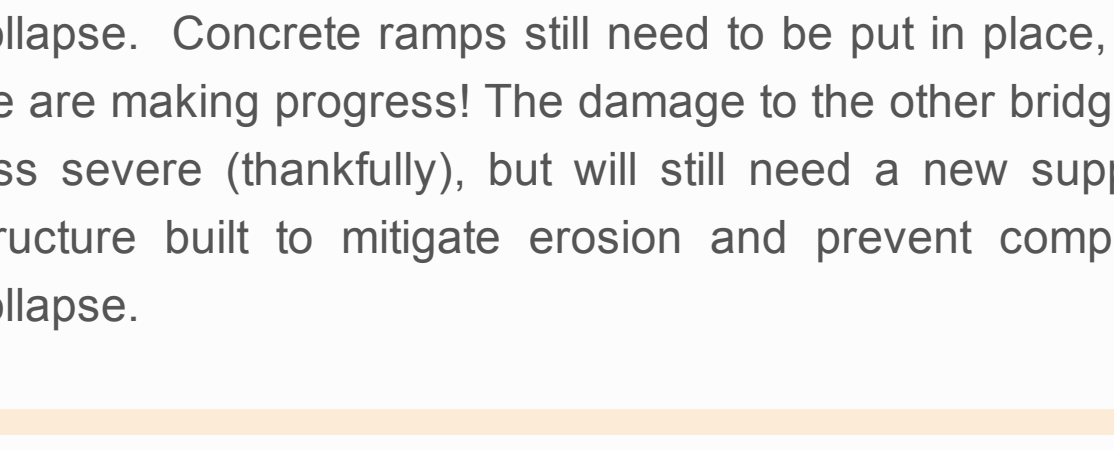 ollapse. Concrete ramps still need to be put in place,
e are making progress! The damage to the other bridg
ss severe (thankfully), but will still need a new supp
ructure built to mitigate erosion and prevent comp
ollapse.